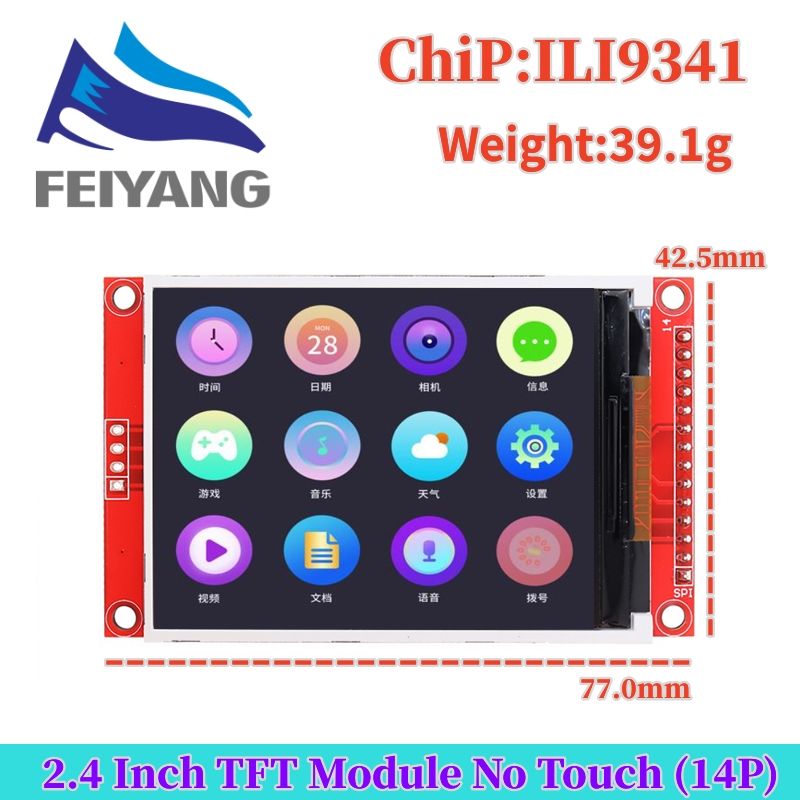 FEIYANG
ChiP:ILI9341
Weight:39.1g
42.5mm
14
MON
28
时间
日期
相机
信息
游戏
音乐
天气
设置
视频
文档
语音
拨号
SPI
77.0mm
2.4 Inch TFT Module No Touch (14P)